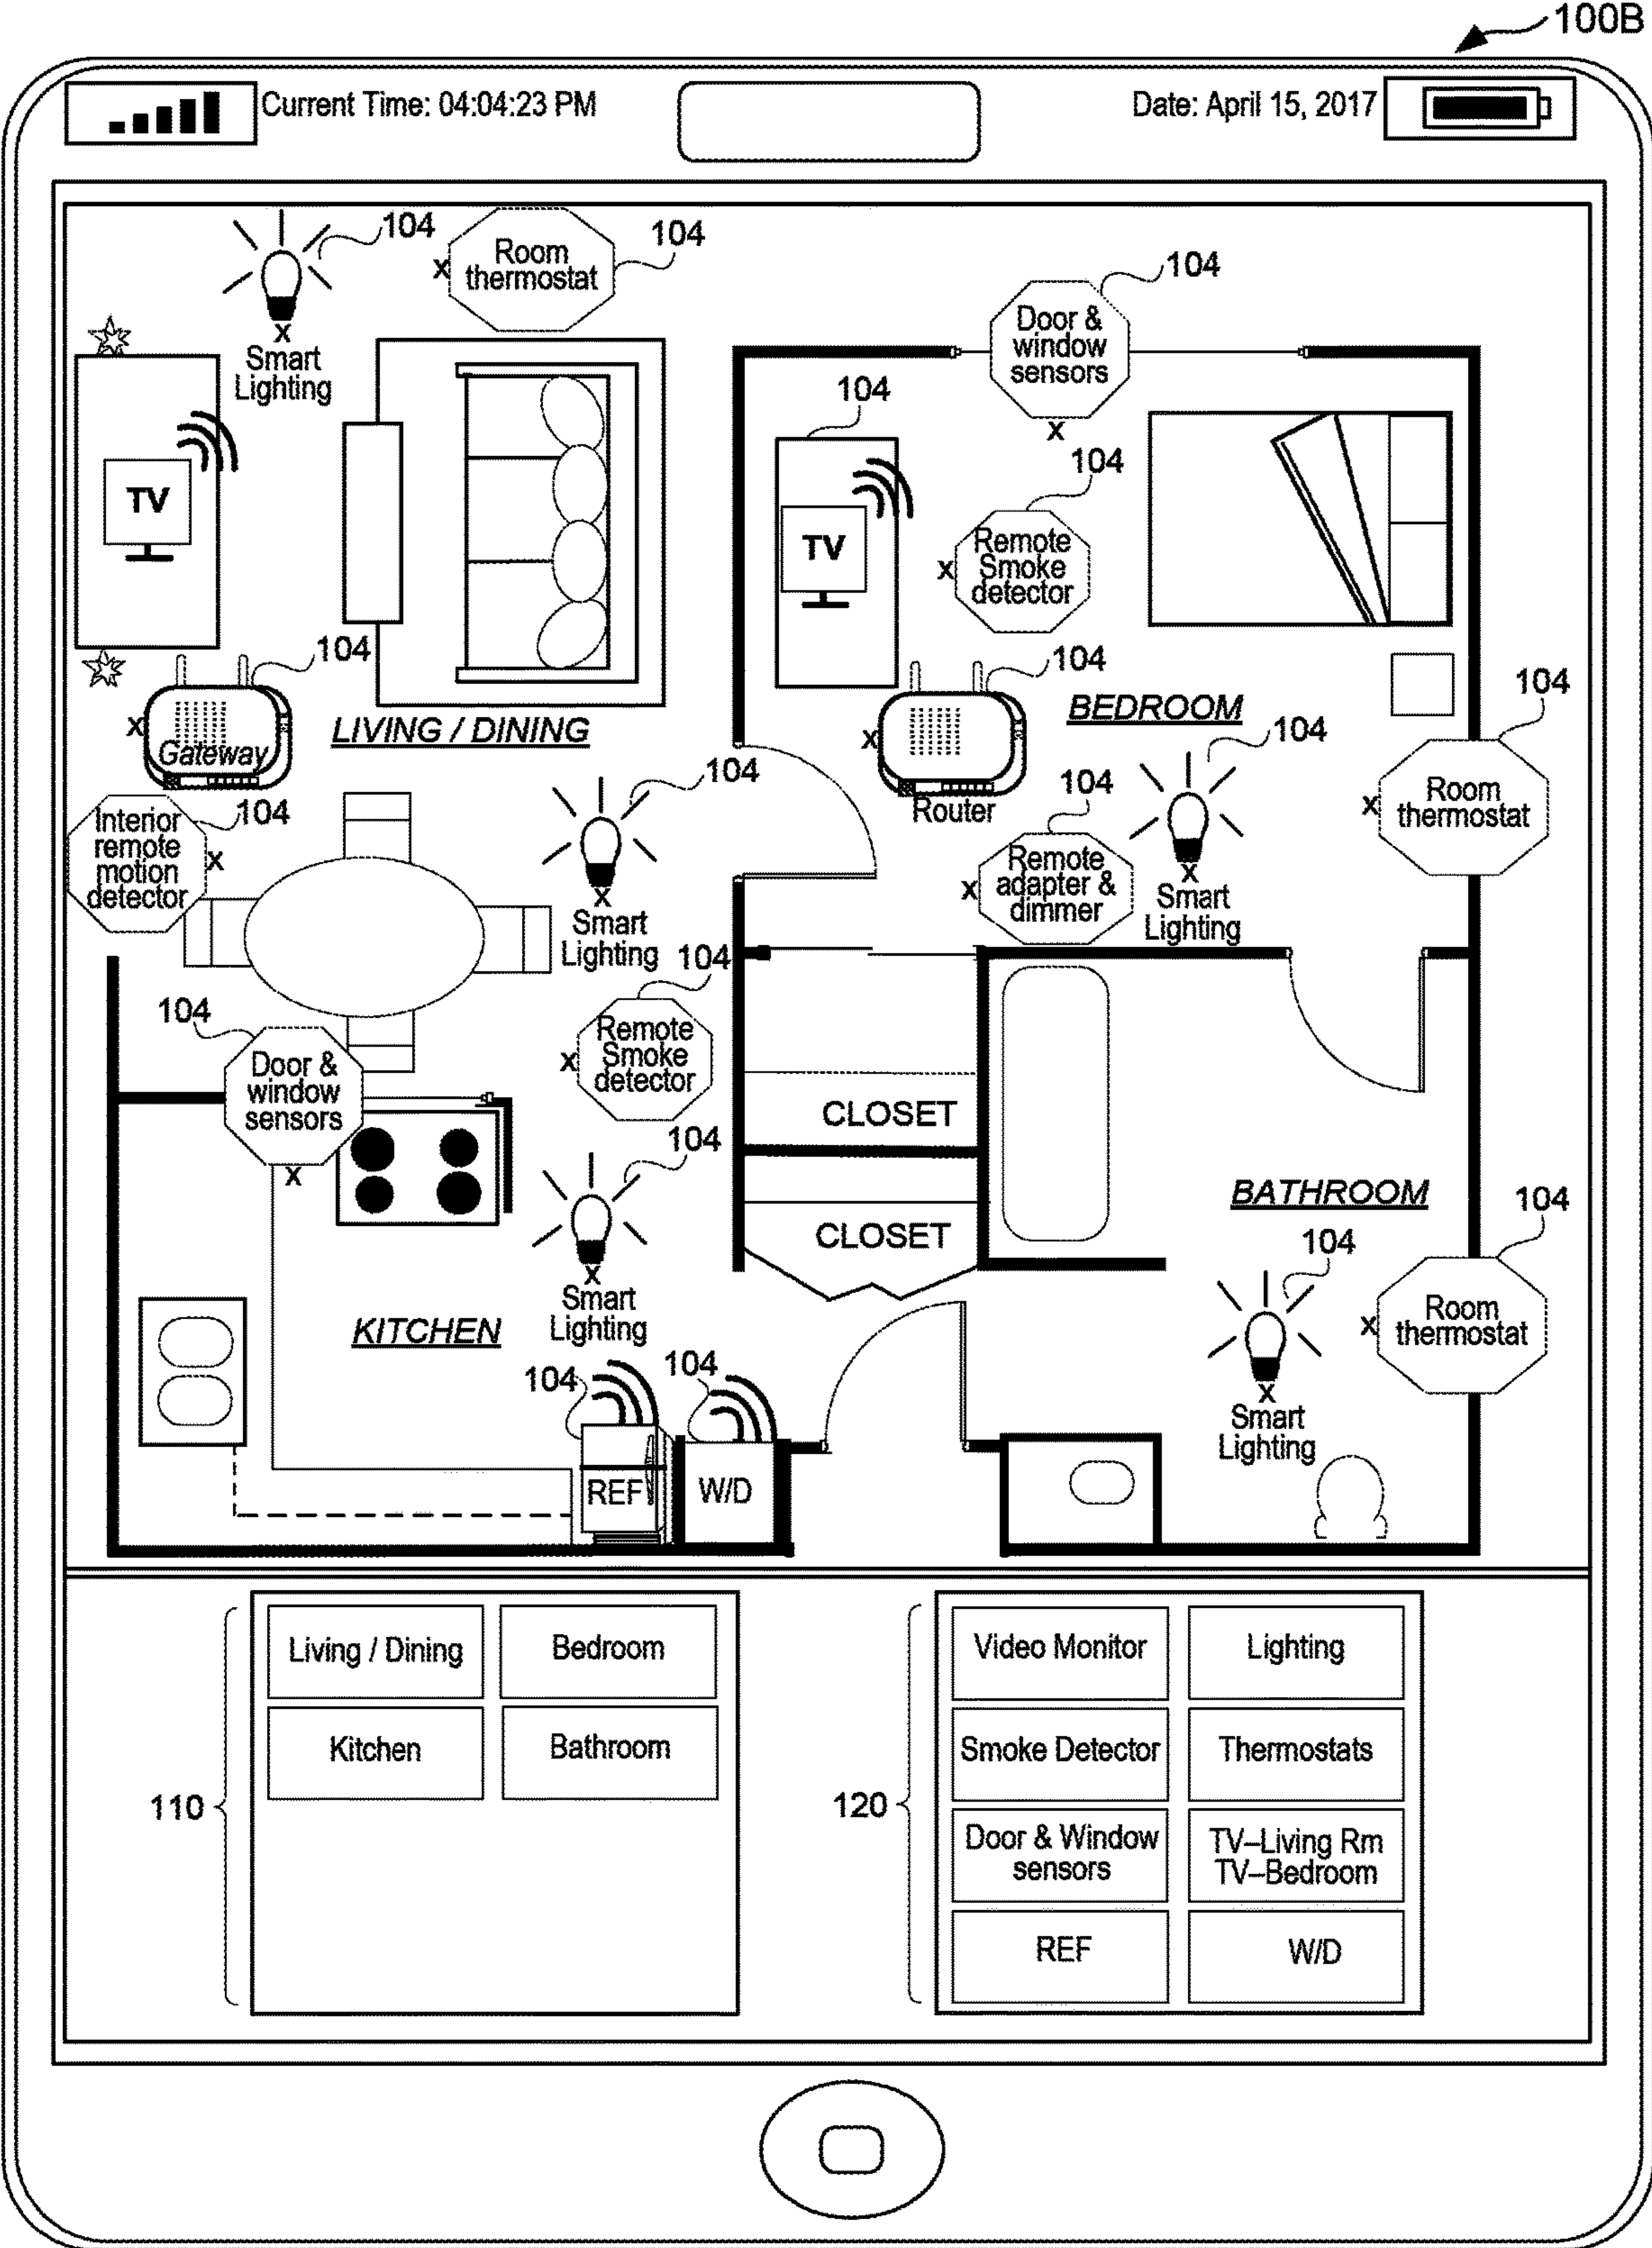 100B
Current Time: 04:04:23 PM
Date: April 15, 2017
104
Room
thermostat
104
x
x
Smart
Lighting
104
Door &
window
sensors
x
104
TV
104
TV
104
Remote
Smoke
detector
x
104
x
Gateway
LIVING / DINING
104
x
Router
BEDROOM
104
Room
thermostat
x
104
Interior
remote
motion
detector
x
104
x
Smart
Lighting
104
Remote
adapter &
dimmer
x
104
x
Smart
Lighting
104
Door &
window
sensors
x
104
Remote
Smoke
detector
x
CLOSET
CLOSET
104
x
Smart
Lighting
KITCHEN
BATHROOM
104
x
Smart
Lighting
104
Room
thermostat
x
104
REF
104
W/D
110
Living / Dining
Bedroom
Kitchen
Bathroom
120
Video Monitor
Lighting
Smoke Detector
Thermostats
Door & Window
sensors
TV–Living Rm
TV–Bedroom
REF
W/D